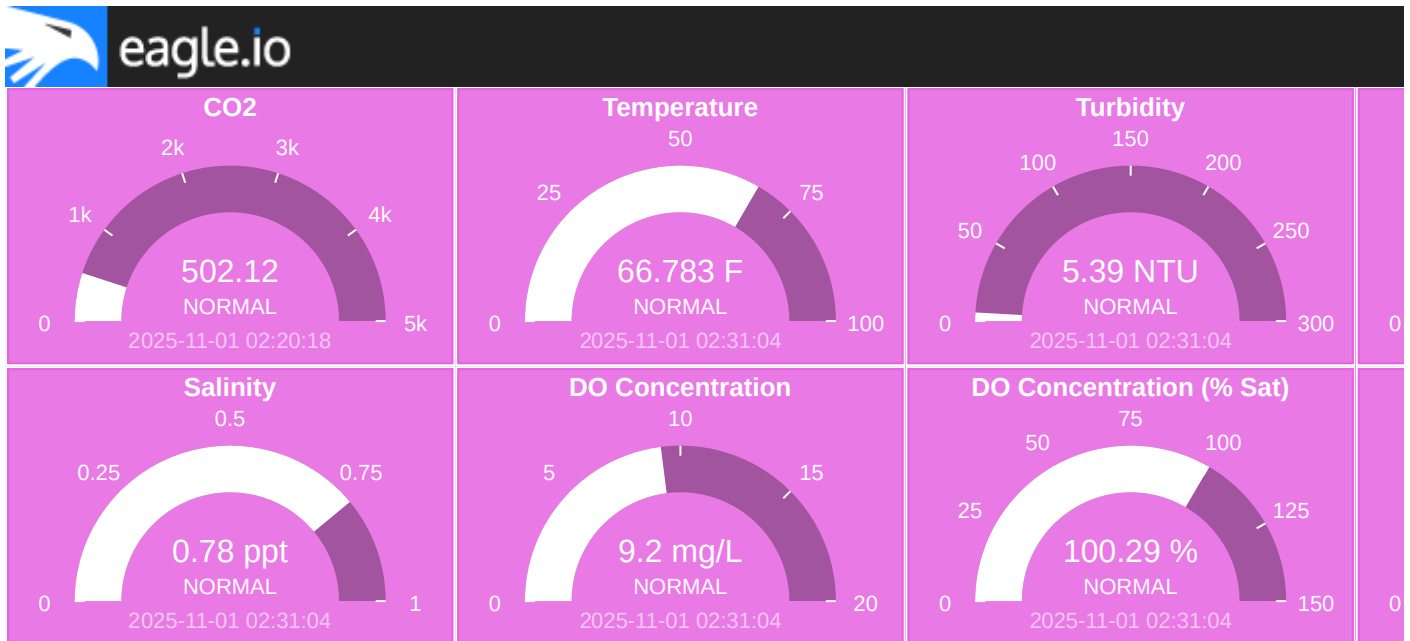 eagle.io
CO2
2k
3k
1k
4k
502.12
NORMAL
0
5k
2025-11-01 02:20:18
Temperature
50
25
75
66.783 F
NORMAL
0
100
2025-11-01 02:31:04
Turbidity
150
100
200
50
250
5.39 NTU
NORMAL
0
300
2025-11-01 02:31:04
0
Salinity
0.5
0.25
0.75
0.78 ppt
NORMAL
0
1
2025-11-01 02:31:04
DO Concentration
10
5
15
9.2 mg/L
NORMAL
0
20
2025-11-01 02:31:04
DO Concentration (% Sat)
75
50
100
25
125
100.29 %
NORMAL
0
150
2025-11-01 02:31:04
0